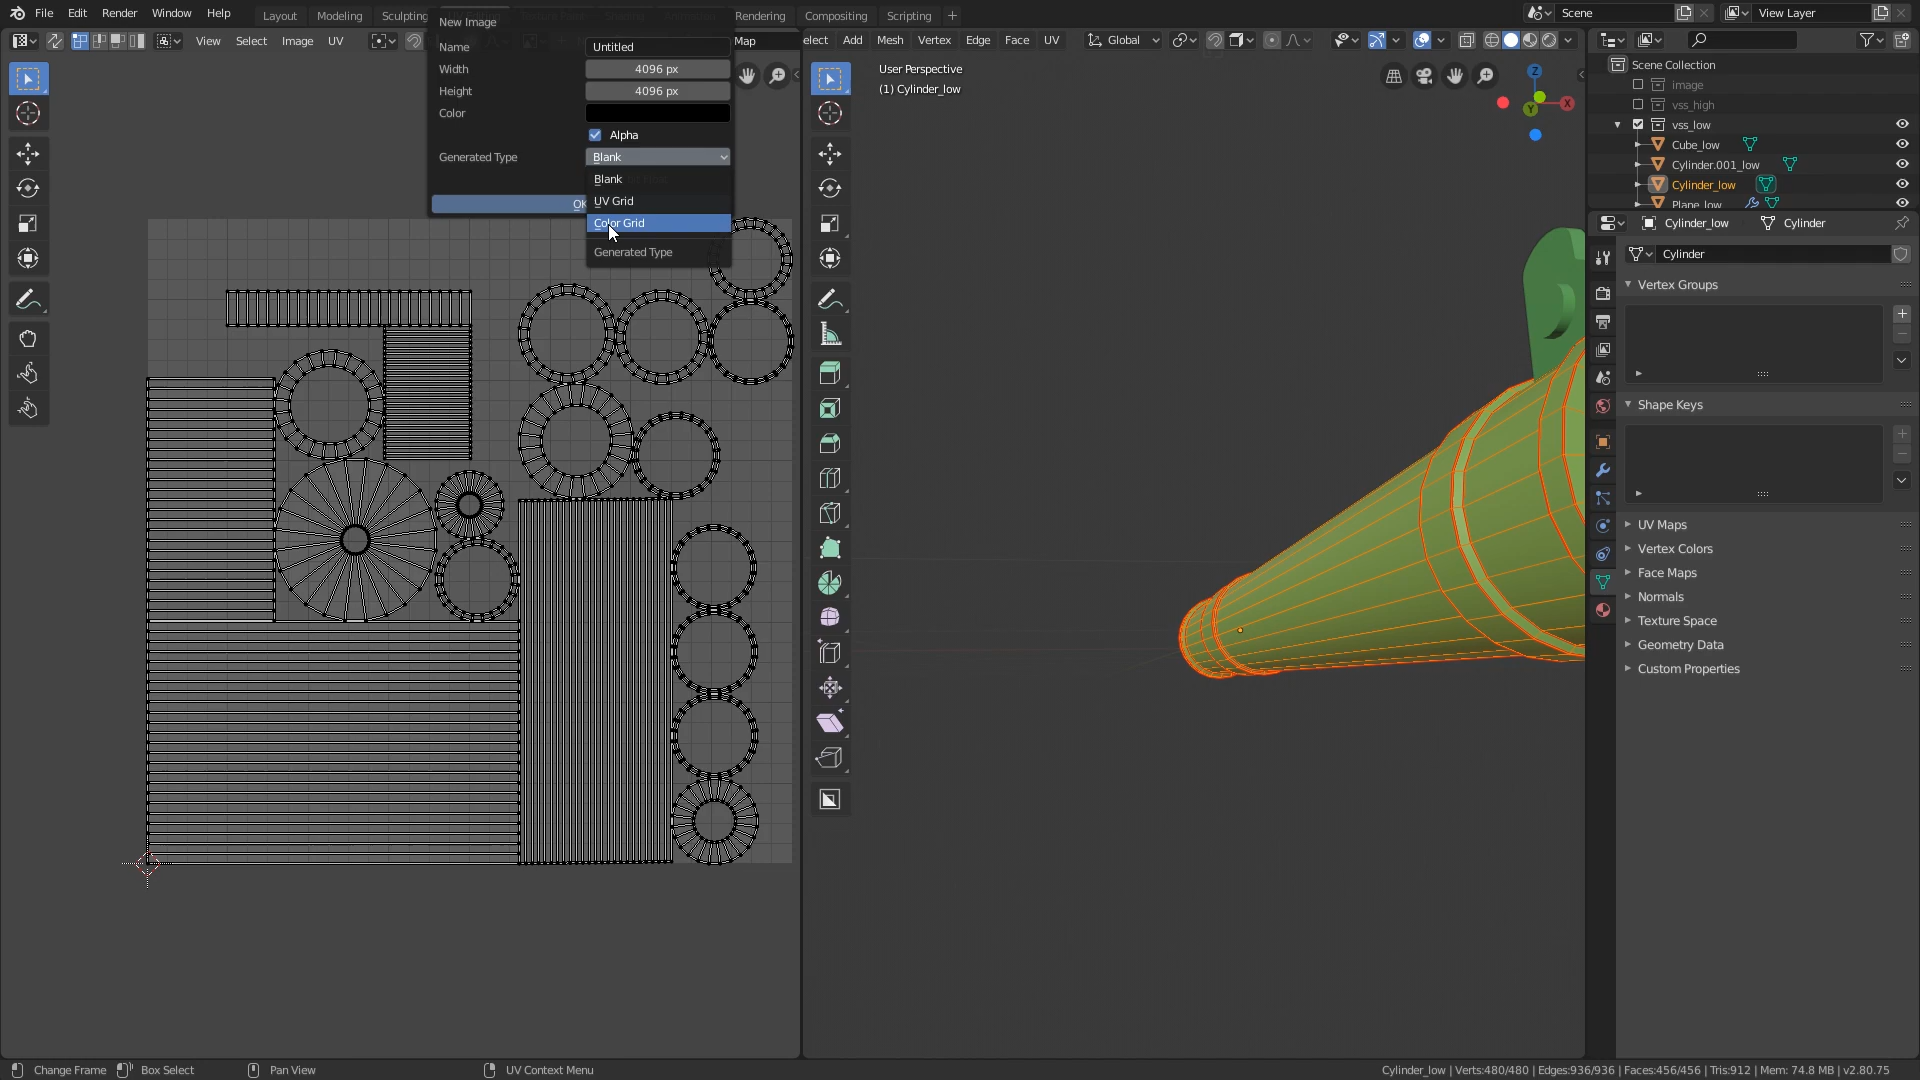 File Edit Render Window Help Layout Modeling Sculpting Rendering Compositing Scripting Scene View Layer
View Select Image UV Map
elect Add Mesh Vertex Edge Face UV Global
New Image
Name Untitled
Width 4096 px
Height 4096 px
Color
Alpha
Generated Type Blank
Blank
UV Grid
Color Grid
Generated Type
OK
User Perspective
(1) Cylinder_low
Z
X
Y
Scene Collection
image
vss_high
vss_low
Cube_low
Cylinder.001_low
Cylinder_low
Plane_low
Cylinder_low Cylinder
Cylinder
Vertex Groups
Shape Keys
UV Maps
Vertex Colors
Face Maps
Normals
Texture Space
Geometry Data
Custom Properties
Change Frame Box Select Pan View UV Context Menu Cylinder_low | Verts:480/480 | Edges:936/936 | Faces:456/456 | Tris:912 | Mem: 74.8 MB | v2.80.75